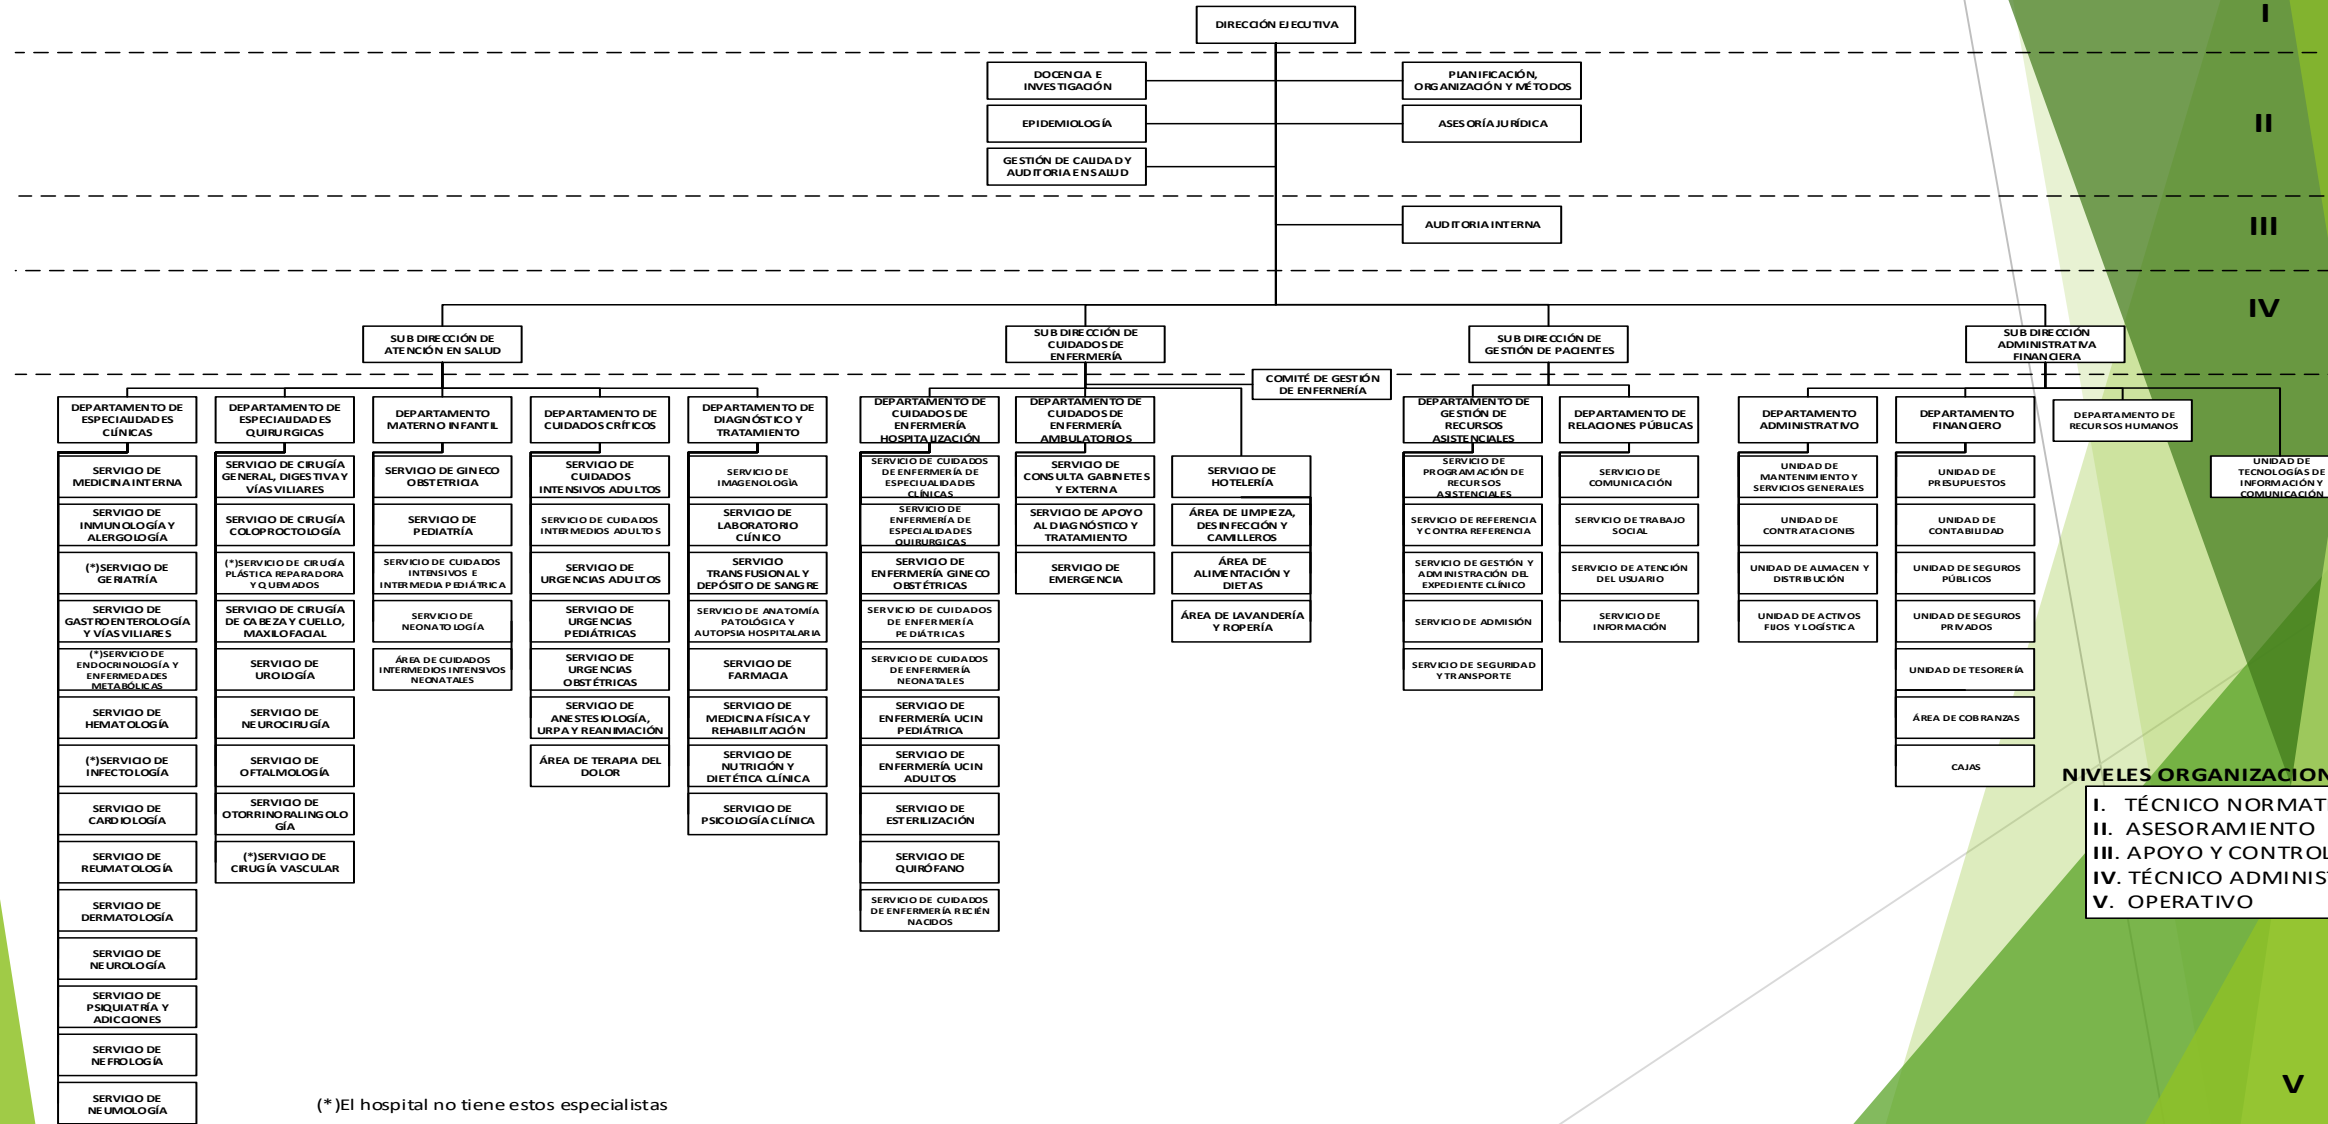 DIRECCIÓN EJECUTIVA
I
DOCENCIA E
INVESTIGACIÓN
PLANIFICACIÓN,
ORGANIZACIÓN Y MÉTODOS
EPIDEMIOLOGÍA
ASESORÍA JURÍDICA
II
GESTIÓN DE CALIDAD Y
AUDITORIA EN SALUD
AUDITORIA INTERNA
III
IV
SUB DIRECCIÓN DE
ATENCIÓN EN SALUD
SUB DIRECCIÓN DE
CUIDADOS DE
ENFERMERÍA
SUB DIRECCIÓN DE
GESTIÓN DE PACIENTES
SUB DIRECCIÓN
ADMINISTRATIVA
FINANCIERA
COMITÉ DE GESTIÓN
DE ENFERNERÍA
DEPARTAMENTO DE
ESPECIALIDADES
CLÍNICAS
SERVICIO DE
MEDICINA INTERNA
SERVICIO DE
INMUNOLOGÍA Y
ALERGOLOGÍA
(*)SERVICIO DE
GERIATRÍA
SERVICIO DE
GASTROENTEROLOGÍA
Y VÍAS VILIARES
(*)SERVICIO DE
ENDOCRINOLOGÍA Y
ENFERMEDADES
METABÓLICAS
SERVICIO DE
HEMATOLOGÍA
(*)SERVICIO DE
INFECTOLOGÍA
SERVICIO DE
CARDIOLOGÍA
SERVICIO DE
REUMATOLOGÍA
SERVICIO DE
DERMATOLOGÍA
SERVICIO DE
NEUROLOGÍA
SERVICIO DE
PSIQUIATRÍA Y
ADICCIONES
SERVICIO DE
NEFROLOGÍA
SERVICIO DE
NEUMOLOGÍA
DEPARTAMENTO DE
ESPECIALIDADES
QUIRURGICAS
SERVICIO DE CIRUGÍA
GENERAL, DIGESTIVA Y
VÍAS VILIARES
SERVICIO DE CIRUGÍA
COLOPROCTOLOGÍA
(*)SERVICIO DE CIRUGÍA
PLÁSTICA REPARADORA
Y QUEMADOS
SERVICIO DE CIRUGÍA
DE CABEZA Y CUELLO,
MAXILOFACIAL
SERVICIO DE
UROLOGÍA
SERVICIO DE
NEUROCIRUGÍA
SERVICIO DE
OFTALMOLOGÍA
SERVICIO DE
OTORRINORALINGOLO
GÍA
(*)SERVICIO DE
CIRUGÍA VASCULAR
DEPARTAMENTO
MATERNO INFANTIL
SERVICIO DE GINECO
OBSTETRICIA
SERVICIO DE
PEDIATRÍA
SERVICIO DE CUIDADOS
INTENSIVOS E
INTERMEDIA PEDIÁTRICA
SERVICIO DE
NEONATOLOGÍA
ÁREA DE CUIDADOS
INTERMEDIOS INTENSIVOS
NEONATALES
DEPARTAMENTO DE
CUIDADOS CRÍTICOS
SERVICIO DE
CUIDADOS
INTENSIVOS ADULTOS
SERVICIO DE CUIDADOS
INTERMEDIOS ADULTOS
SERVICIO DE
URGENCIAS ADULTOS
SERVICIO DE
URGENCIAS
PEDIÁTRICAS
SERVICIO DE
URGENCIAS
OBSTÉTRICAS
SERVICIO DE
ANESTESIOLOGÍA,
URPA Y REANIMACIÓN
ÁREA DE TERAPIA DEL
DOLOR
DEPARTAMENTO DE
DIAGNÓSTICO Y
TRATAMIENTO
SERVICIO DE
IMAGENOLOGÌA
SERVICIO DE
LABORATORIO
CLÍNICO
SERVICIO
TRANSFUSIONAL Y
DEPÓSITO DE SANGRE
SERVICIO DE ANATOMÍA
PATOLÓGICA Y
AUTOPSIA HOSPITALARIA
SERVICIO DE
FARMACIA
SERVICIO DE
MEDICINA FÍSICA Y
REHABILITACIÓN
SERVICIO DE
NUTRICIÓN Y
DIETÉTICA CLÍNICA
SERVICIO DE
PSICOLOGÍA CLÍNICA
DEPARTAMENTO DE
CUIDADOS DE
ENFERMERÍA
HOSPITALIZACIÓN
SERVICIO DE CUIDADOS
DE ENFERMERÍA DE
ESPECIUALIDADES
CLÍNICAS
SERVICIO DE
ENFERMERÍA DE
ESPECIALIDADES
QUIRURGICAS
SERVICIO DE
ENFERMERÍA GINECO
OBSTÉTRICAS
SERVICIO DE CUIDADOS
DE ENFERMERÍA
PEDIÁTRICAS
SERVICIO DE CUIDADOS
DE ENFERMERÍA
NEONATALES
SERVICIO DE
ENFERMERÍA UCIN
PEDIÁTRICA
SERVICIO DE
ENFERMERÍA UCIN
ADULTOS
SERVICIO DE
ESTERILIZACIÓN
SERVICIO DE
QUIRÓFANO
SERVICIO DE CUIDADOS
DE ENFERMERÍA RECIÉN
NACIDOS
DEPARTAMENTO DE
CUIDADOS DE
ENFERMERÍA
AMBULATORIOS
SERVICIO DE
CONSULTA GABINETES
Y EXTERNA
SERVICIO DE APOYO
AL DIAGNÓSTICO Y
TRATAMIENTO
SERVICIO DE
EMERGENCIA
SERVICIO DE
HOTELERÍA
ÁREA DE LIMPIEZA,
DESINFECCIÓN Y
CAMILLEROS
ÁREA DE
ALIMENTACIÓN Y
DIETAS
ÁREA DE LAVANDERÍA
Y ROPERÍA
DEPARTAMENTO DE
GESTIÓN DE
RECURSOS
ASISTENCIALES
SERVICIO DE
PROGRAMACIÓN DE
RECURSOS
ASISTENCIALES
SERVICIO DE REFERENCIA
Y CONTRA REFERENCIA
SERVICIO DE GESTIÓN Y
ADMINISTRACIÓN DEL
EXPEDIENTE CLÍNICO
SERVICIO DE ADMISIÓN
SERVICIO DE SEGURIDAD
Y TRANSPORTE
DEPARTAMENTO DE
RELACIONES PÚBLICAS
SERVICIO DE
COMUNICACIÓN
SERVICIO DE TRABAJO
SOCIAL
SERVICIO DE ATENCIÓN
DEL USUARIO
SERVICIO DE
INFORMACIÓN
DEPARTAMENTO
ADMINISTRATIVO
UNIDAD DE
MANTENIMIENTO Y
SERVICIOS GENERALES
UNIDAD DE
CONTRATACIONES
UNIDAD DE ALMACEN Y
DISTRIBUCIÓN
UNIDAD DE ACTIVOS
FIJOS Y LOGÍSTICA
DEPARTAMENTO
FINANCIERO
UNIDAD DE
PRESUPUESTOS
UNIDAD DE
CONTABILIDAD
UNIDAD DE SEGUROS
PÚBLICOS
UNIDAD DE SEGUROS
PRIVADOS
UNIDAD DE TESORERÍA
ÁREA DE COBRANZAS
CAJAS
DEPARTAMENTO DE
RECURSOS HUMANOS
UNIDAD DE
TECNOLOGÍAS DE
INFORMACIÓN Y
COMUNICACIÓN
NIVELES ORGANIZACION
I. TÉCNICO NORMAT
II. ASESORAMIENTO
III. APOYO Y CONTROL
IV. TÉCNICO ADMINIS
V. OPERATIVO
V
(*)El hospital no tiene estos especialistas